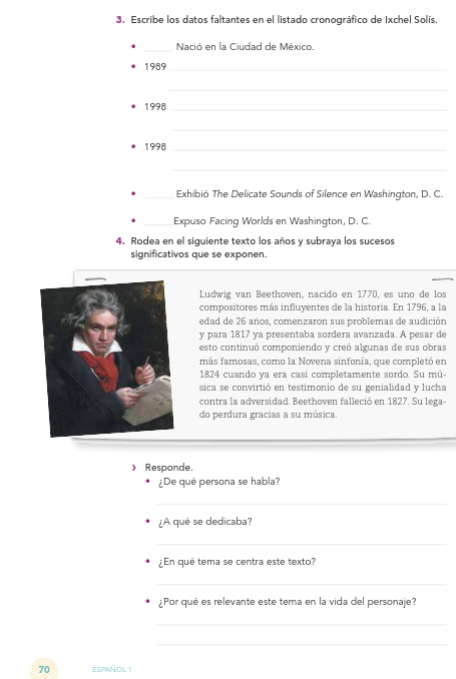 3. Escribe los datos faltantes en el listado cronográfico de Ixchel Solís.
• ______ Nació en la Ciudad de México.
• 1989
• 1998
• 1998
• ______ Exhibió The Delicate Sounds of Silence en Washington, D. C.
• ______ Expuso Facing Worlds en Washington, D. C.
4. Rodea en el siguiente texto los años y subraya los sucesos
significativos que se exponen.
Ludwig van Beethoven, nacido en 1770, es uno de los
compositores más influyentes de la historia. En 1796, a la
edad de 26 años, comenzaron sus problemas de audición
y para 1817 ya presentaba sordera avanzada. A pesar de
esto continuó componiendo y creó algunas de sus obras
más famosas, como la Novena sinfonía, que completó en
1824 cuando ya era casi completamente sordo. Su mú-
sica se convirtió en testimonio de su genialidad y lucha
contra la adversidad. Beethoven falleció en 1827. Su lega-
do perdura gracias a su música.
› Responde.
• ¿De qué persona se habla?
• ¿A qué se dedicaba?
• ¿En qué tema se centra este texto?
• ¿Por qué es relevante este tema en la vida del personaje?
70 ESPAÑOL 1